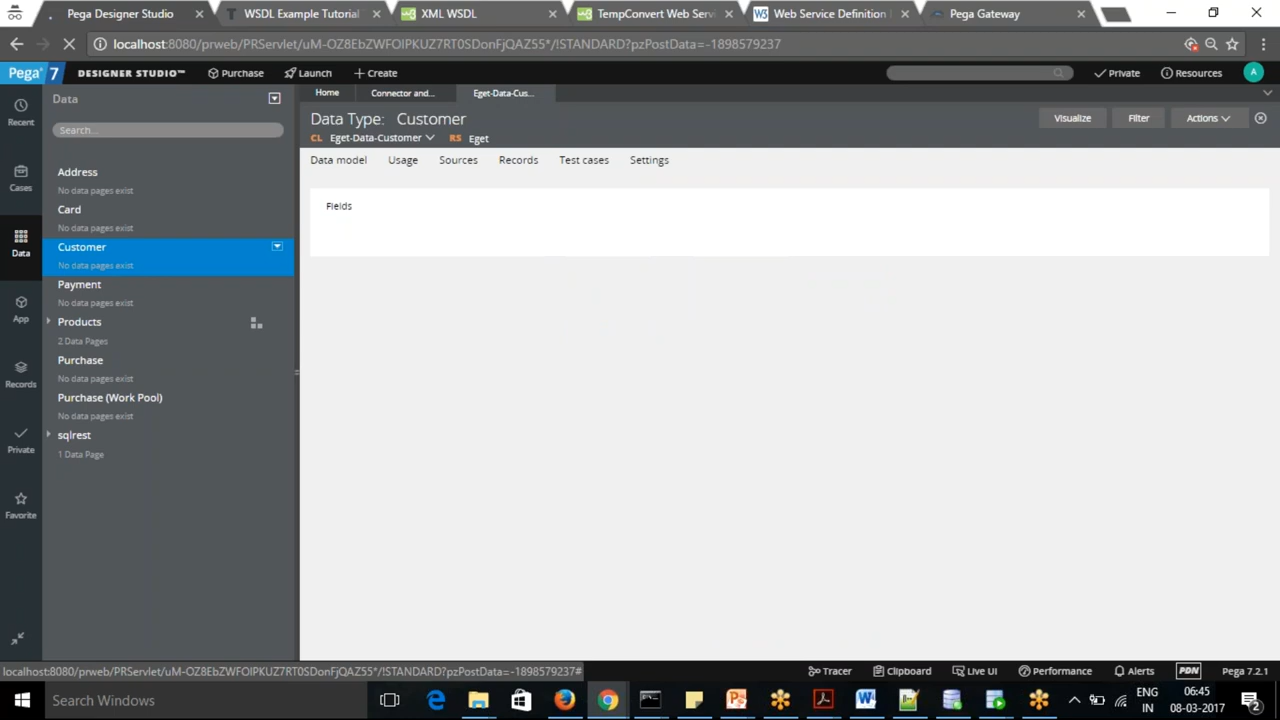 Pega Designer Studio
WSDL Example Tutorial
XML WSDL
TempConvert Web Serv
Web Service Definition
Pega Gateway
localhost:8080/prweb/PRServlet/uM-OZ8EbZWFOIPKUZ7RT0SDonFjQAZ55*/!STANDARD?pzPostData=-1898579237
Pega 7 DESIGNER STUDIO™ Purchase Launch Create Private Resources A
Recent
Cases
Data
App
Records
Private
Favorite
Data
Search...
Address
No data pages exist
Card
No data pages exist
Customer
No data pages exist
Payment
No data pages exist
Products
2 Data Pages
Purchase
No data pages exist
Purchase (Work Pool)
No data pages exist
sqlrest
1 Data Page
Home Connector and... Eget-Data-Cus...
Data Type: Customer
CL Eget-Data-Customer RS Eget
Visualize Filter Actions
Data model Usage Sources Records Test cases Settings
Fields
localhost:8080/prweb/PRServlet/uM-OZ8EbZWFOIPKUZ7RT0SDonFjQAZ55*/!STANDARD?pzPostData=-1898579237#
Tracer Clipboard Live UI Performance Alerts PDN Pega 7.2.1
Search Windows
ENG
IN
06:45
08-03-2017
2